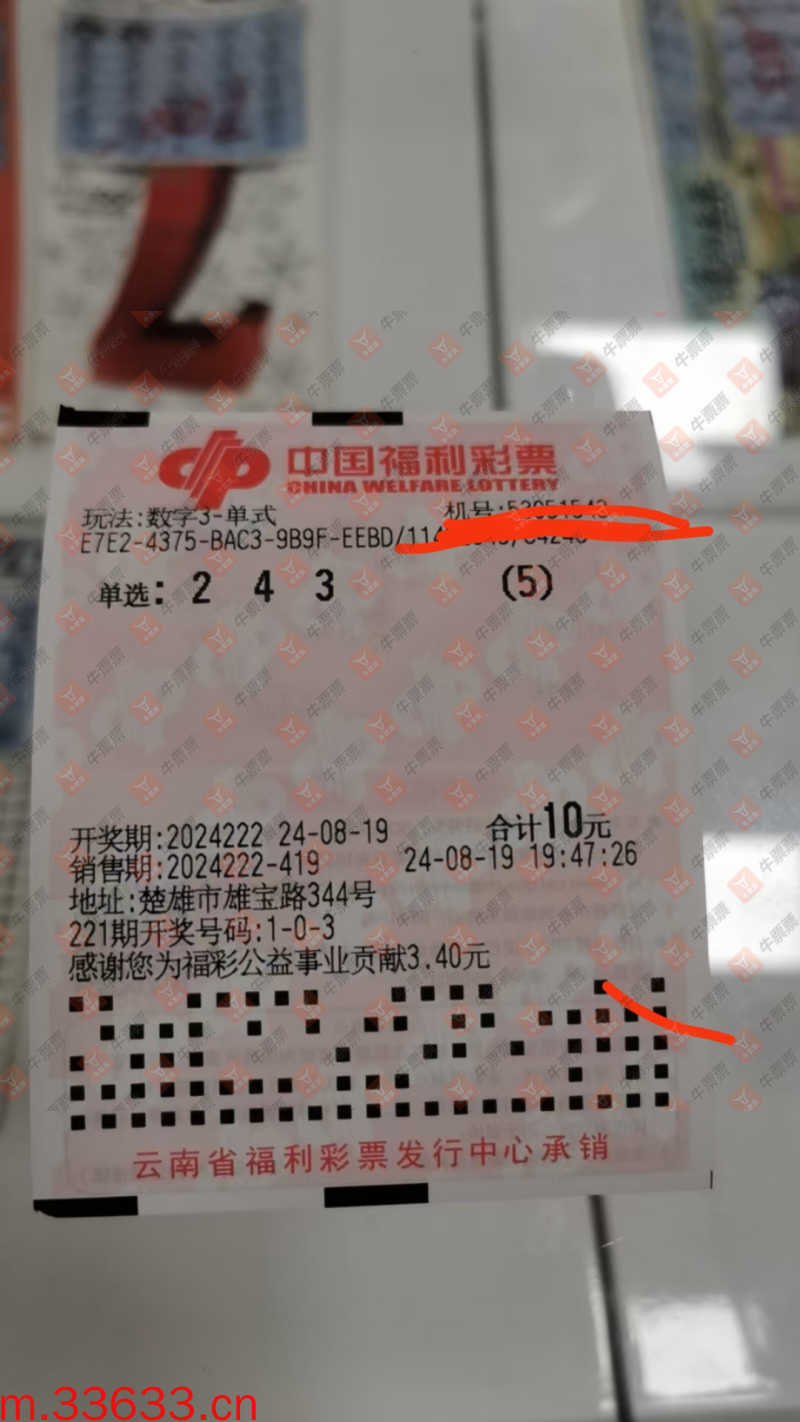 中国福利彩票
CHINA WELFARE LOTTERY
玩法:数字3-单式 机号:
E7E2-4375-BAC3-9B9F-EEBD/114
单选: 2 4 3 (5)
开奖期:2024222 24-08-19 合计10元
销售期:2024222-419 24-08-19 19:47:26
地址:楚雄市雄宝路344号
221期开奖号码:1-0-3
感谢您为福彩公益事业贡献3.40元
云南省福利彩票发行中心承销
牛票票
m.33633.cn